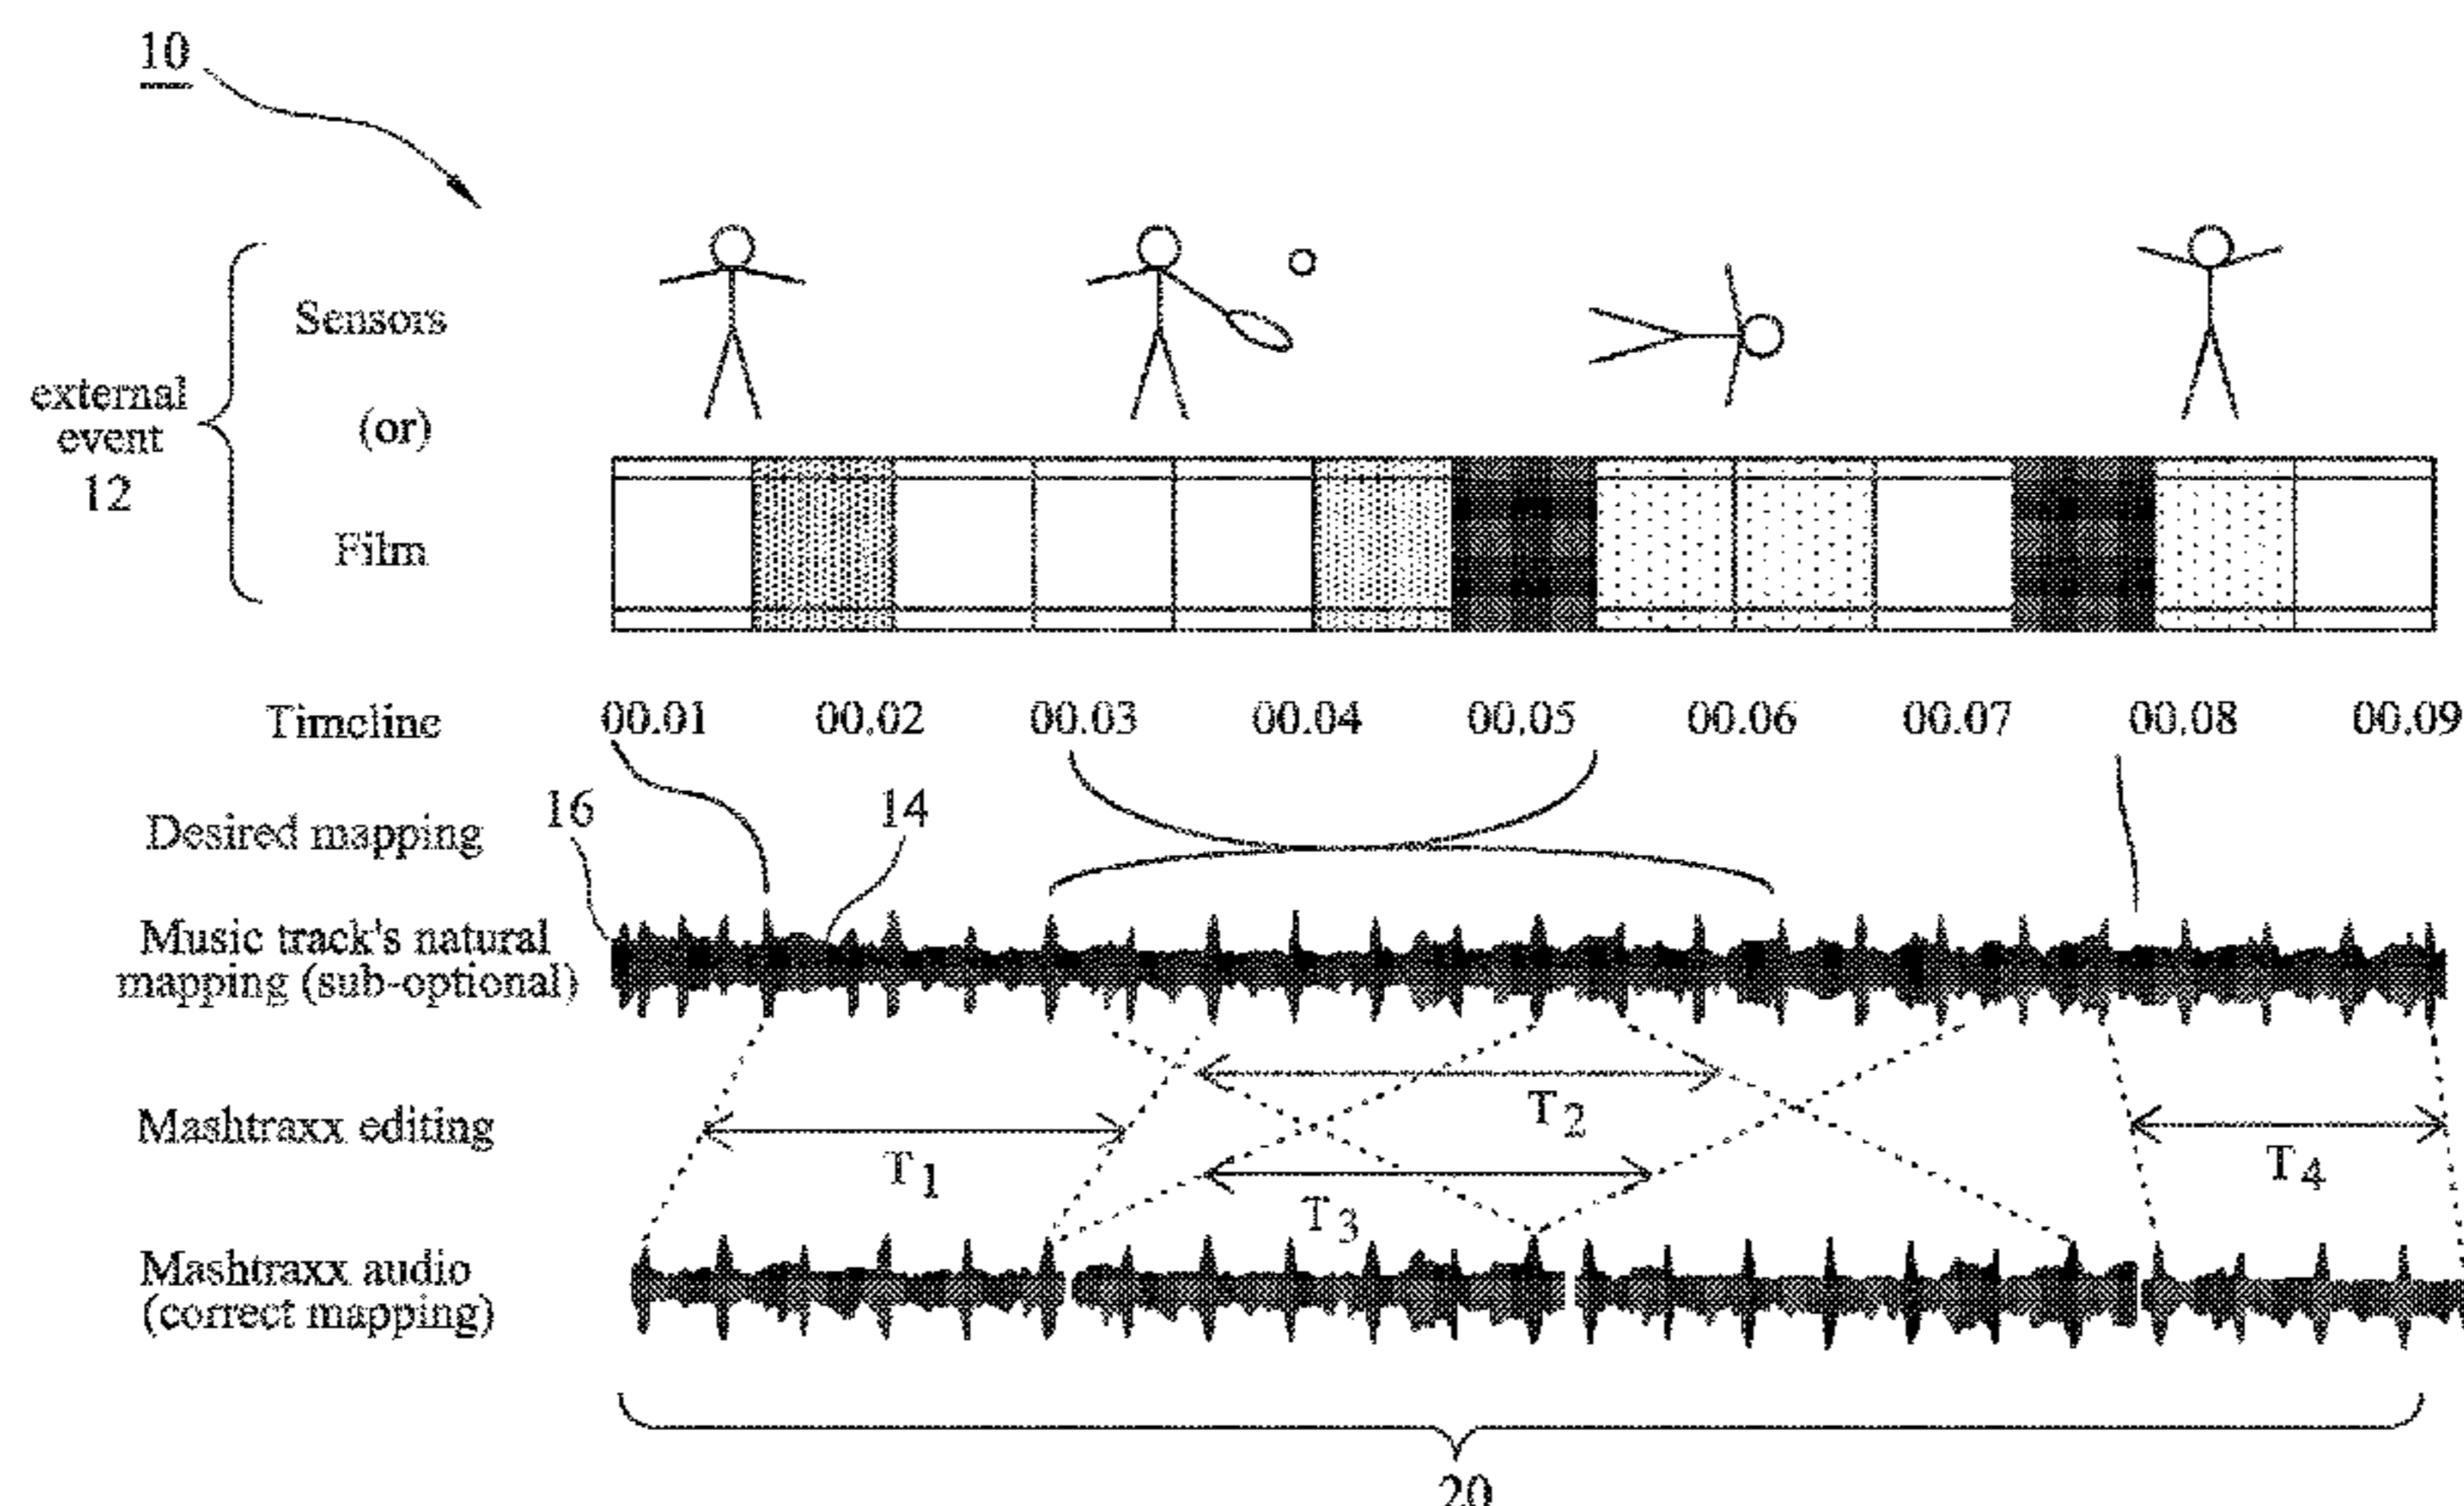 10
Sensors
external
event
12
(or)
Film
Timeline 00.01 00.02 00.03 00.04 00.05 00.06 00.07 00.08 00.09
16 14
Desired mapping
Music track's natural
mapping (sub-optional)
T2
Mashtraxx editing
T1 T4
T3
Mashtraxx audio
(correct mapping)
20